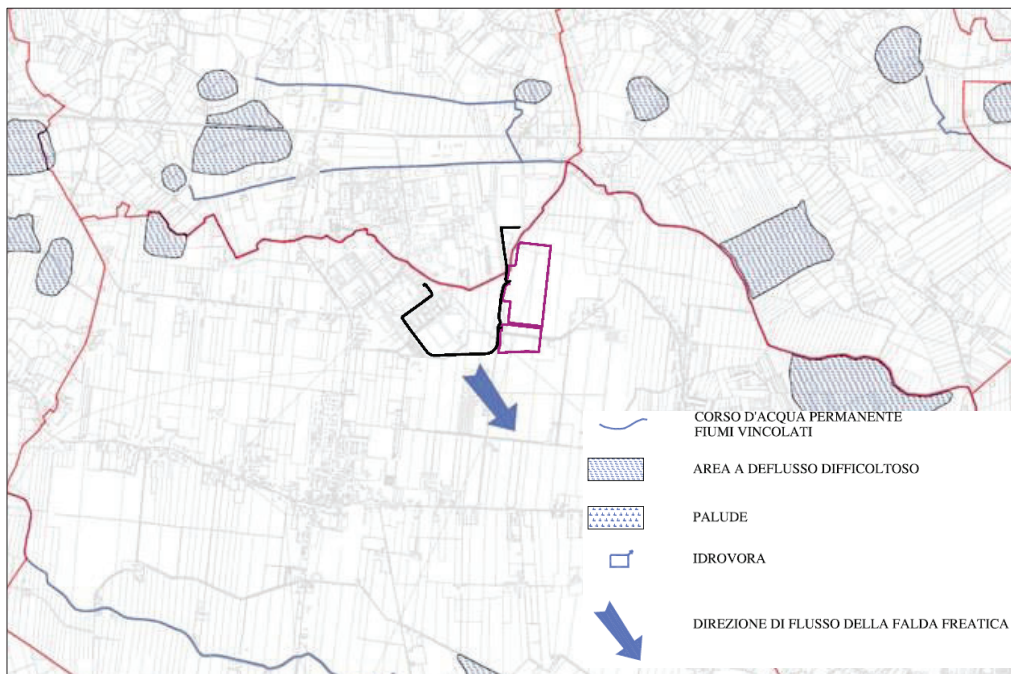 CORSO D'ACQUA PERMANENTE
FIUMI VINCOLATI
AREA A DEFLUSSO DIFFICOLTOSO
PALUDE
IDROVORA
DIREZIONE DI FLUSSO DELLA FALDA FREATICA